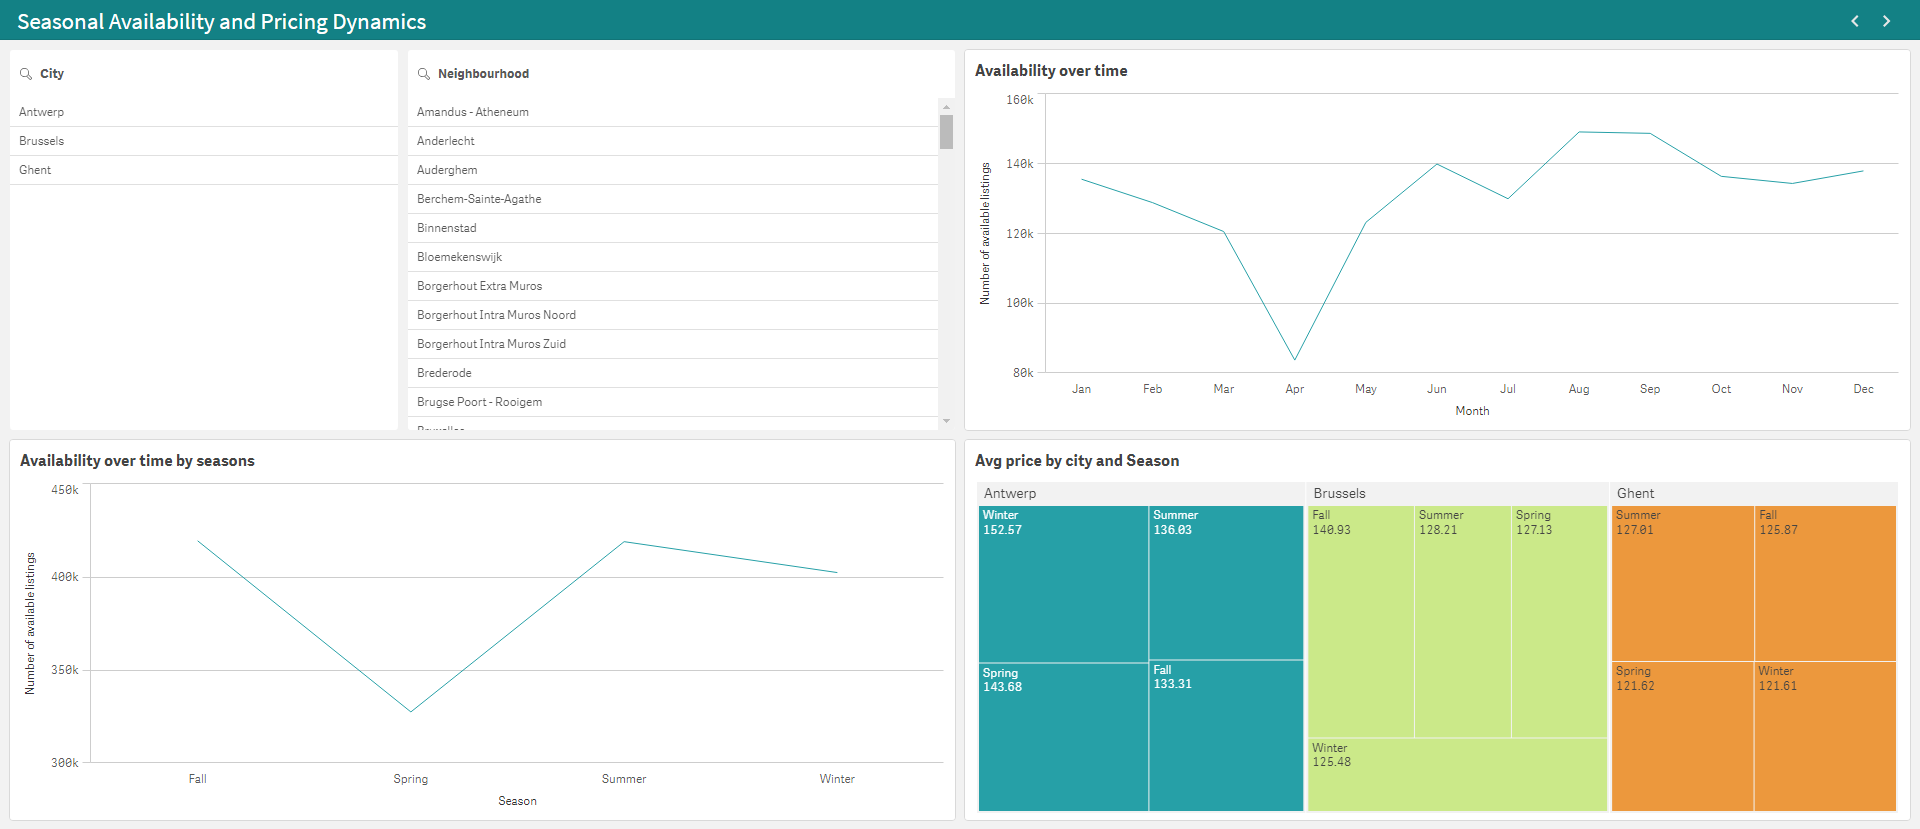 Seasonal Availability and Pricing Dynamics
City
Antwerp
Brussels
Ghent
Neighbourhood
Amandus - Atheneum
Anderlecht
Auderghem
Berchem-Sainte-Agathe
Binnenstad
Bloemekenswijk
Borgerhout Extra Muros
Borgerhout Intra Muros Noord
Borgerhout Intra Muros Zuid
Brederode
Brugse Poort - Rooigem
Availability over time
Number of available listings
160k
140k
120k
100k
80k
Jan Feb Mar Apr May Jun Jul Aug Sep Oct Nov Dec
Month
Availability over time by seasons
Number of available listings
450k
400k
350k
300k
Fall Spring Summer Winter
Season
Avg price by city and Season
Antwerp
Winter
152.57
Summer
136.03
Spring
143.68
Fall
133.31
Brussels
Fall
140.93
Summer
128.21
Spring
127.13
Winter
125.48
Ghent
Summer
127.01
Fall
125.87
Spring
121.62
Winter
121.61